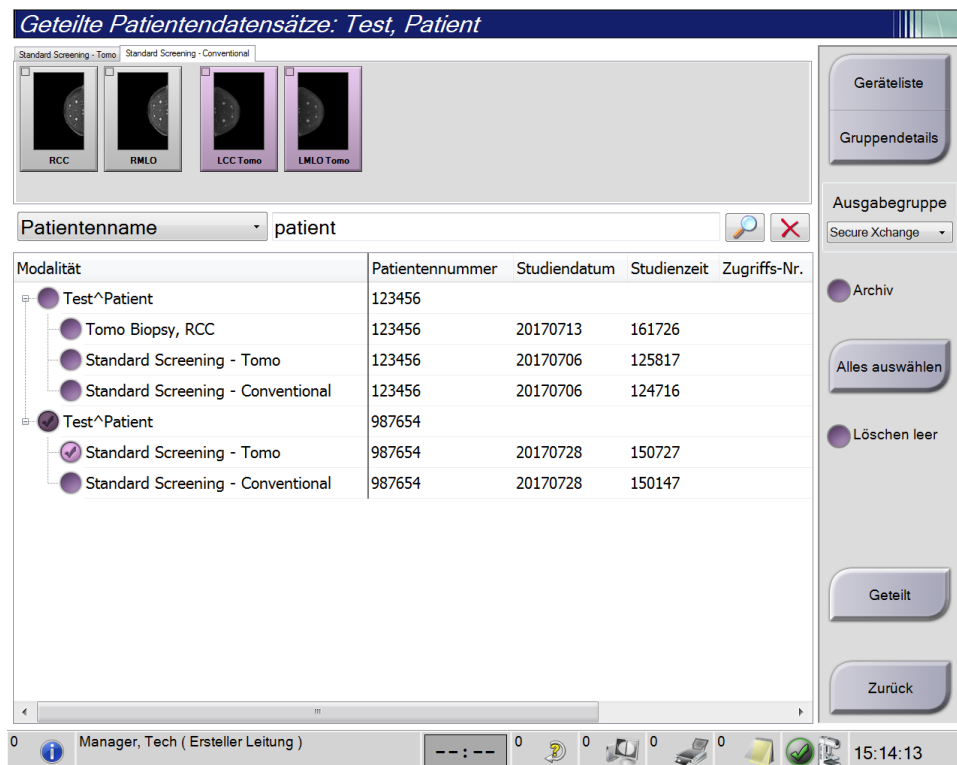 Geteilte Patientendatensätze: Test, Patient
Standard Screening - Tomo Standard Screening - Conventional
RCC RMLO LCC Tomo LMLO Tomo
Geräteliste
Gruppendetails
Ausgabegruppe
Secure Xchange
Patientenname patient
Modalität Patientennummer Studiendatum Studienzeit Zugriffs-Nr.
Test^Patient 123456
Tomo Biopsy, RCC 123456 20170713 161726
Standard Screening - Tomo 123456 20170706 125817
Standard Screening - Conventional 123456 20170706 124716
Test^Patient 987654
Standard Screening - Tomo 987654 20170728 150727
Standard Screening - Conventional 987654 20170728 150147
Archiv
Alles auswählen
Löschen leer
Geteilt
Zurück
0 Manager, Tech ( Ersteller Leitung ) --:-- 0 0 0 0 15:14:13